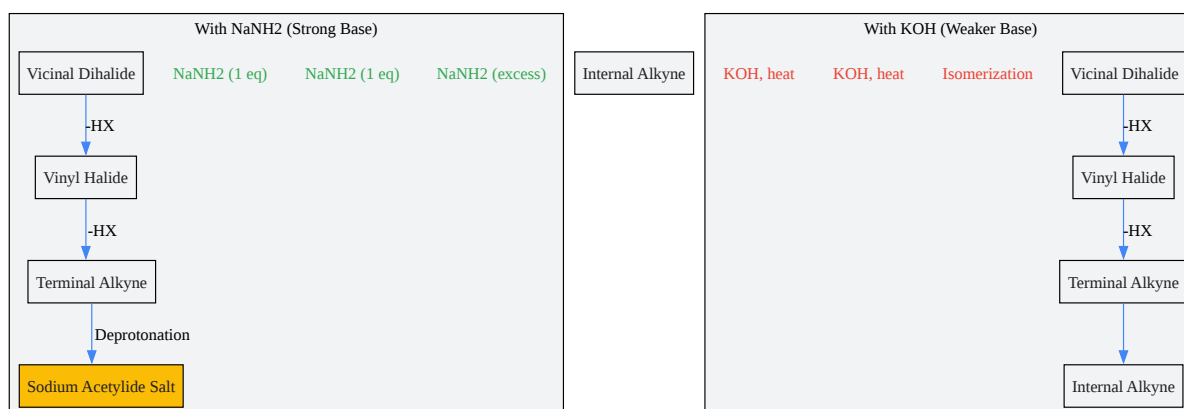 With NaNH2 (Strong Base)
Vicinal Dihalide
NaNH2 (1 eq)
NaNH2 (1 eq)
NaNH2 (excess)
-HX
Vinyl Halide
-HX
Terminal Alkyne
Deprotonation
Sodium Acetylide Salt
Internal Alkyne
With KOH (Weaker Base)
KOH, heat
KOH, heat
Isomerization
Vicinal Dihalide
-HX
Vinyl Halide
-HX
Terminal Alkyne
Internal Alkyne